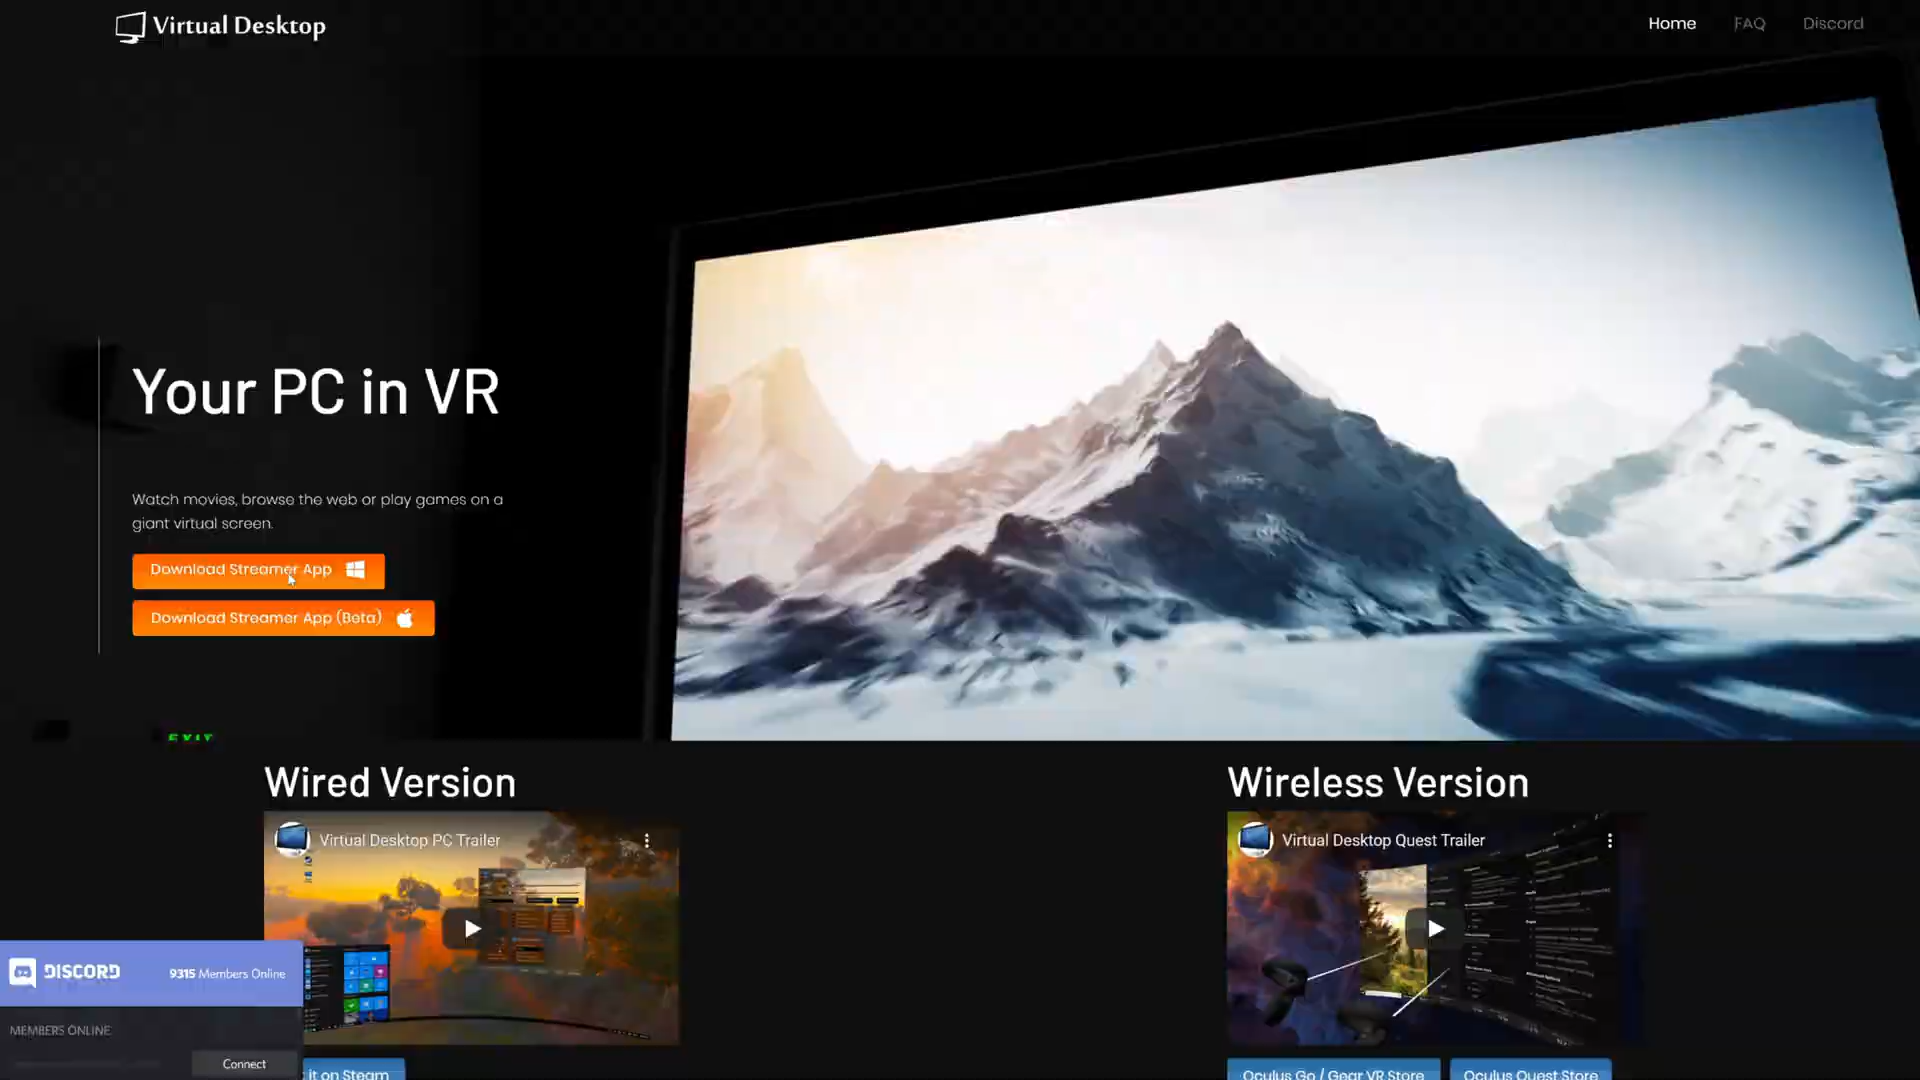 Virtual Desktop
Home
FAQ
Discord
Your PC in VR
Watch movies, browse the web or play games on a
giant virtual screen.
Download Streamer App
Download Streamer App (Beta)
EXIT
Wired Version
Wireless Version
Virtual Desktop PC Trailer
Virtual Desktop Quest Trailer
DISCORD
9315 Members Online
MEMBERS ONLINE
Connect
it on Steam
Oculus Go / Gear VR Store
Oculus Quest Store